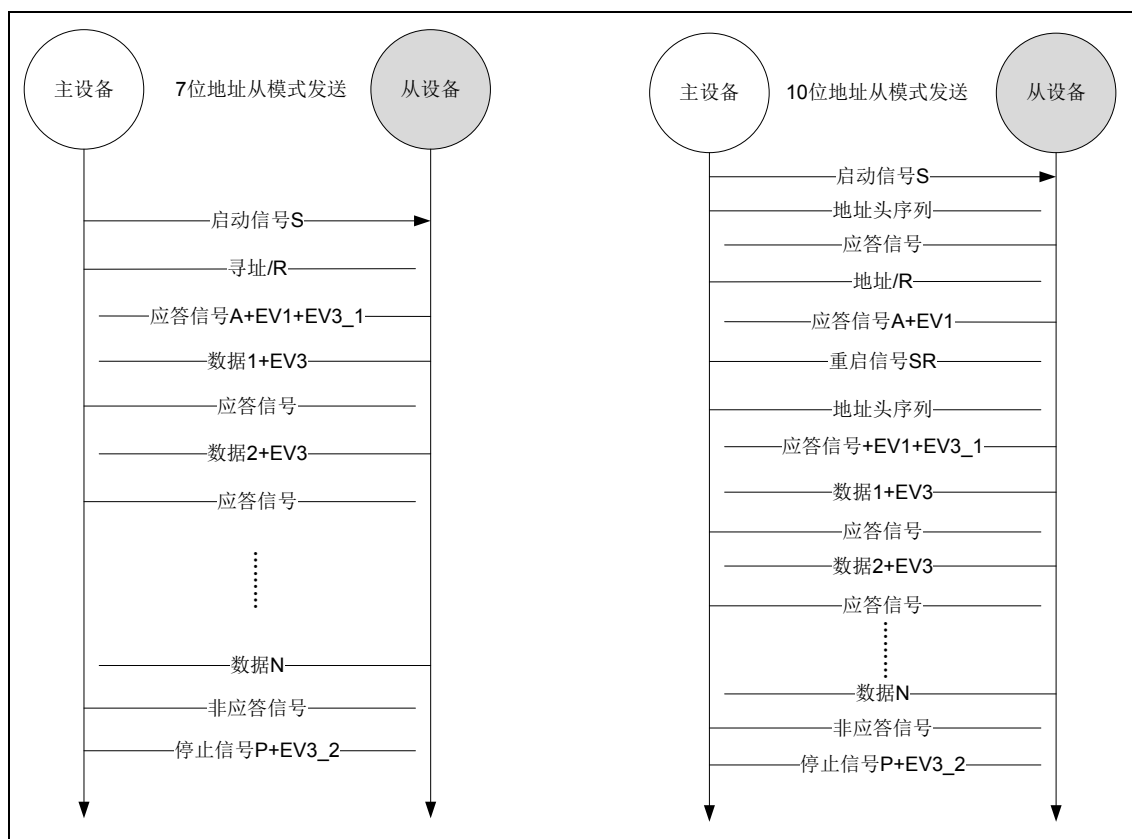 主设备
7位地址从模式发送
从设备
启动信号S
寻址/R
应答信号A+EV1+EV3_1
数据1+EV3
应答信号
数据2+EV3
应答信号
数据N
非应答信号
停止信号P+EV3_2
主设备
10位地址从模式发送
从设备
启动信号S
地址头序列
应答信号
地址/R
应答信号A+EV1
重启信号SR
地址头序列
应答信号+EV1+EV3_1
数据1+EV3
应答信号
数据2+EV3
应答信号
数据N
非应答信号
停止信号P+EV3_2